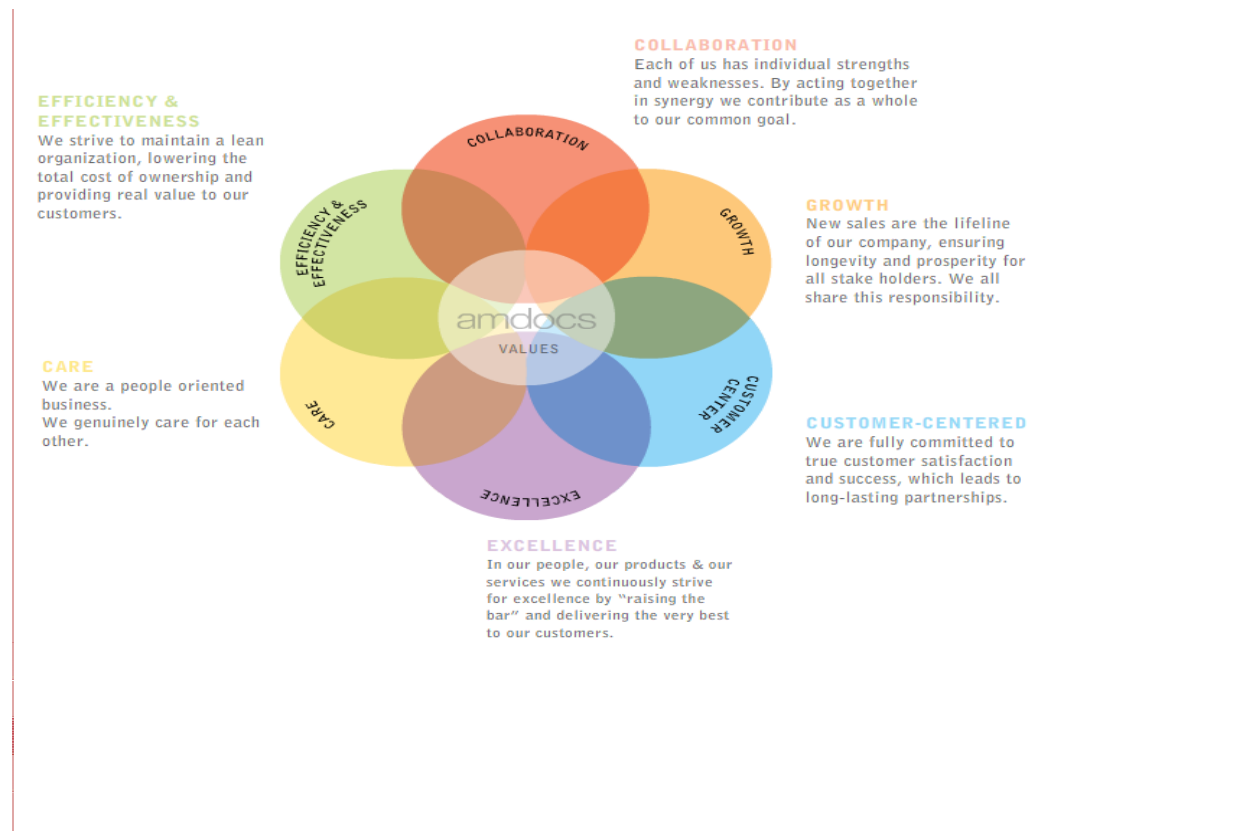 COLLABORATION
Each of us has individual strengths
and weaknesses. By acting together
in synergy we contribute as a whole
to our common goal.
EFFICIENCY &
EFFECTIVENESS
We strive to maintain a lean
organization, lowering the
total cost of ownership and
providing real value to our
customers.
COLLABORATION
EFFICIENCY &
EFFECTIVENESS
GROWTH
GROWTH
New sales are the lifeline
of our company, ensuring
longevity and prosperity for
all stake holders. We all
share this responsibility.
amdocs
VALUES
CARE
We are a people oriented
business.
We genuinely care for each
other.
CARE
CUSTOMER
CENTER
CUSTOMER-CENTERED
We are fully committed to
true customer satisfaction
and success, which leads to
long-lasting partnerships.
EXCELLENCE
EXCELLENCE
In our people, our products & our
services we continuously strive
for excellence by “raising the
bar” and delivering the very best
to our customers.